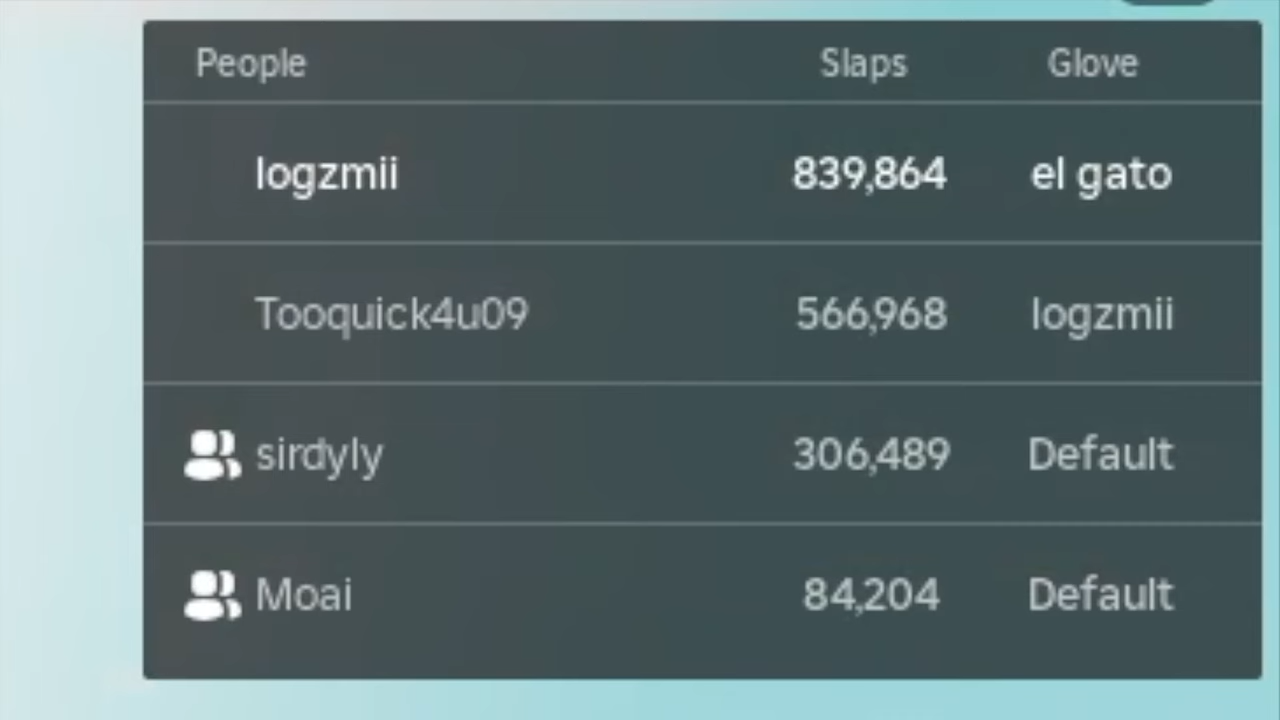 People Slaps Glove
logzmii 839,864 el gato
Tooquick4u09 566,968 logzmii
sirdyly 306,489 Default
Moai 84,204 Default